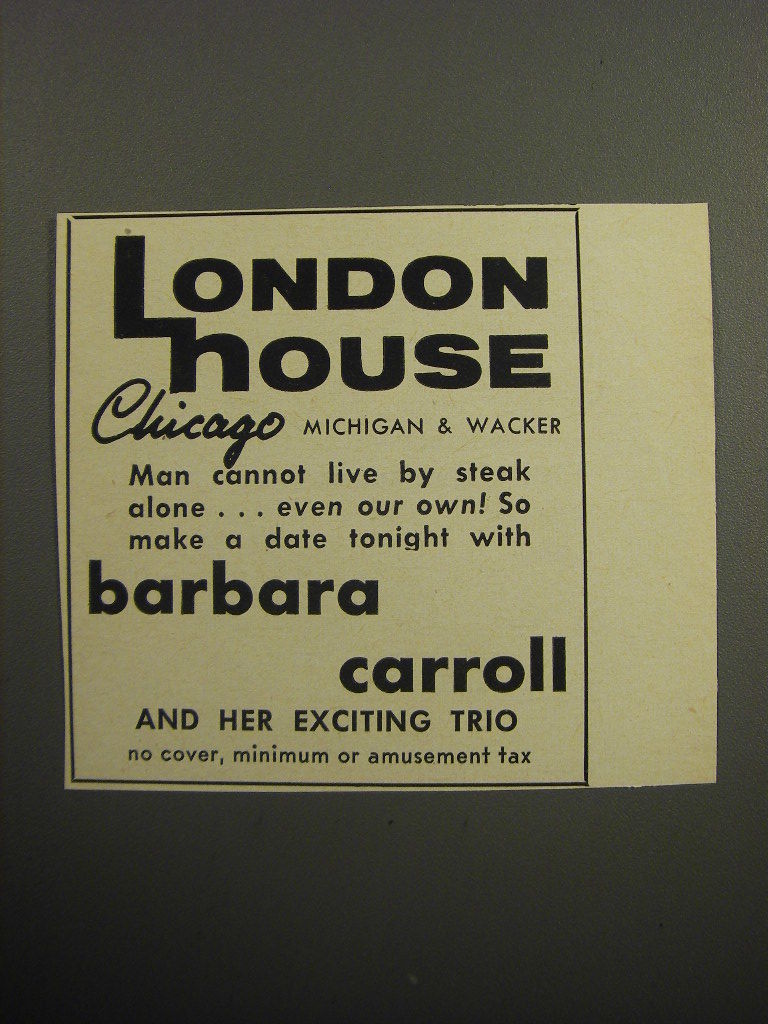 LONDON
hOUSE
Chicago MICHIGAN & WACKER
Man cannot live by steak
alone . . . even our own! So
make a date tonight with
barbara
carroll
AND HER EXCITING TRIO
no cover, minimum or amusement tax